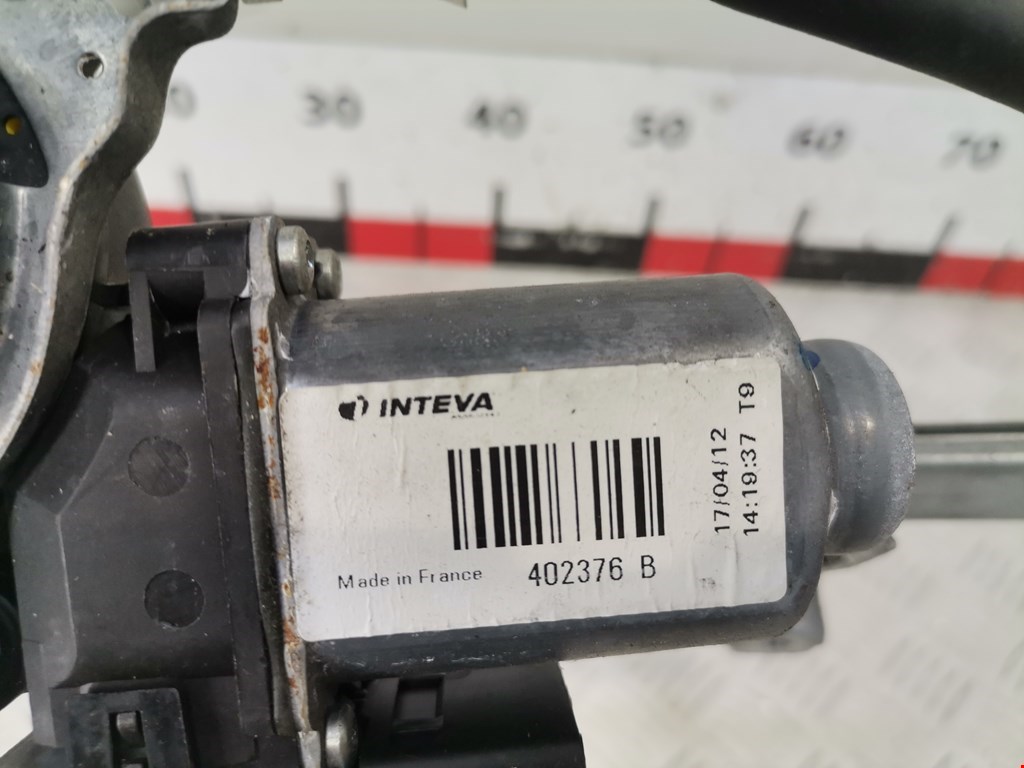 30 40 50 60 70
INTEVA
402376 B
Made in France
17/04/12
14:19:37 T9